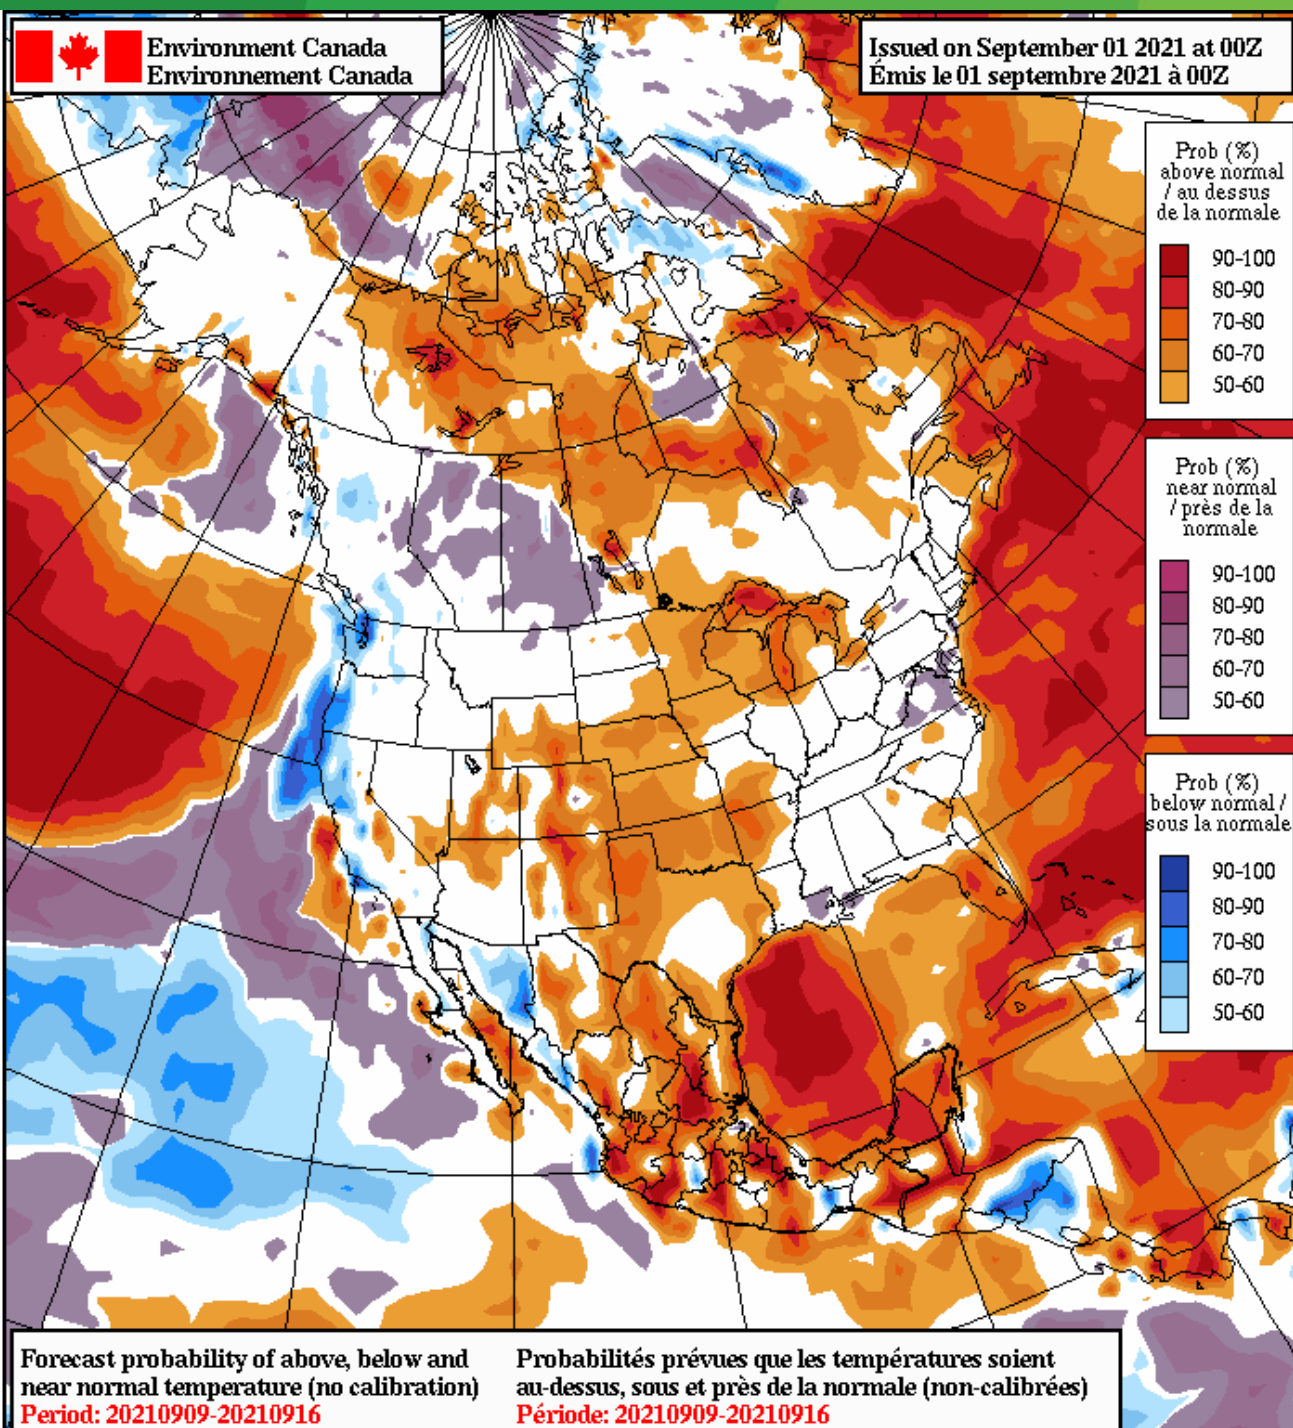 Environment Canada
Environnement Canada
Issued on September 01 2021 at 00Z
Émis le 01 septembre 2021 à 00Z
Prob (%)
above normal
/ au dessus
de la normale
90-100
80-90
70-80
60-70
50-60
Prob (%)
near normal
/ près de la
normale
90-100
80-90
70-80
60-70
50-60
Prob (%)
below normal /
sous la normale
90-100
80-90
70-80
60-70
50-60
Forecast probability of above, below and
near normal temperature (no calibration)
Period: 20210909-20210916
Probabilités prévues que les températures soient
au-dessus, sous et près de la normale (non-calibrées)
Période: 20210909-20210916